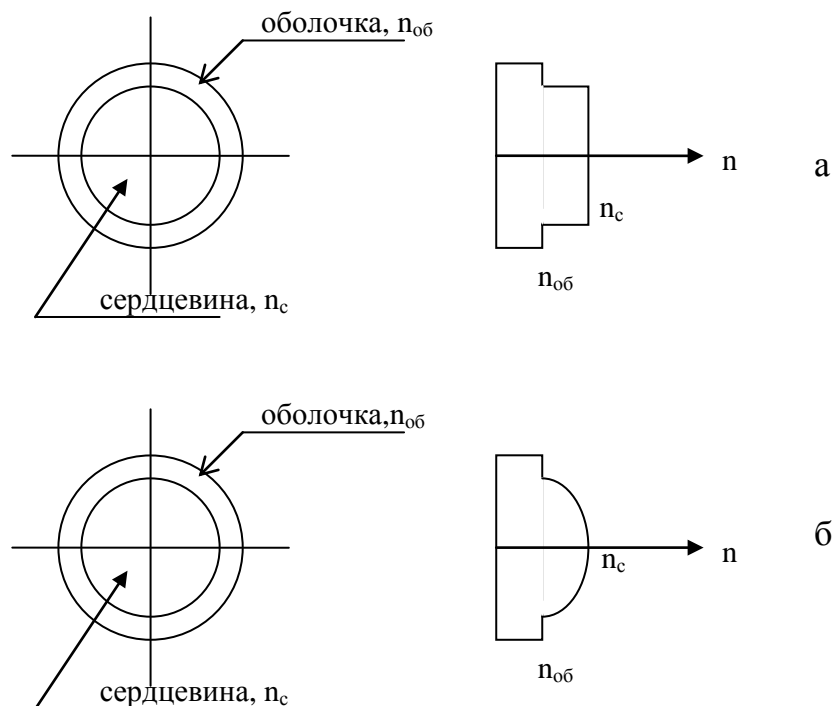 оболочка, nоб
n
а
nс
nоб
сердцевина, nс
оболочка,nоб
n
б
nс
nоб
сердцевина, nс